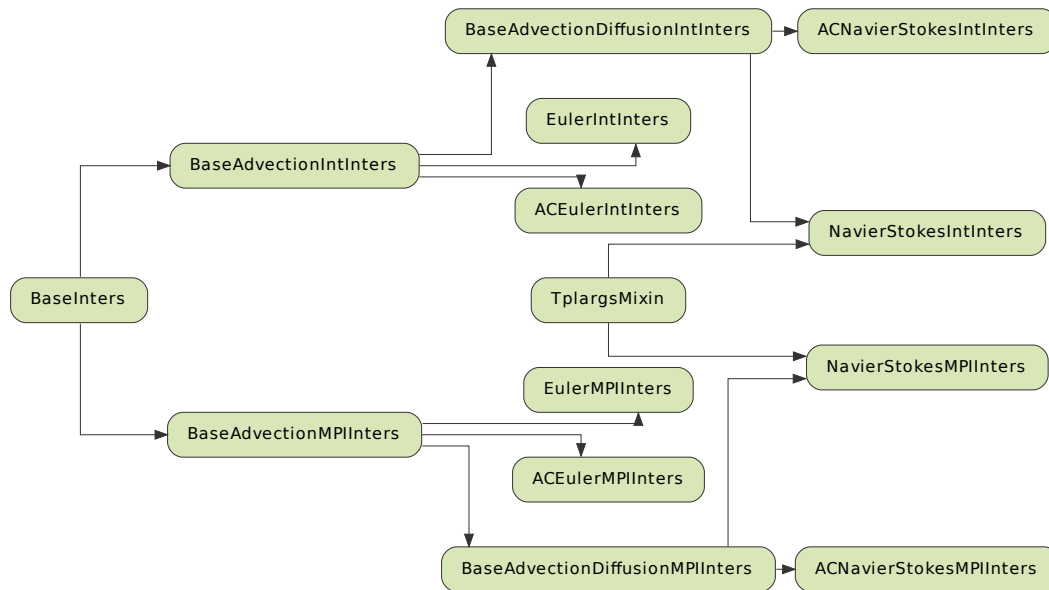 BaseAdvectionDiffusionIntInters
ACNavierStokesIntInters
EulerIntInters
BaseAdvectionIntInters
ACEulerIntInters
NavierStokesIntInters
BaseInters
TplargsMixin
NavierStokesMPIInters
EulerMPIInters
BaseAdvectionMPIInters
ACEulerMPIInters
BaseAdvectionDiffusionMPIInters
ACNavierStokesMPIInters